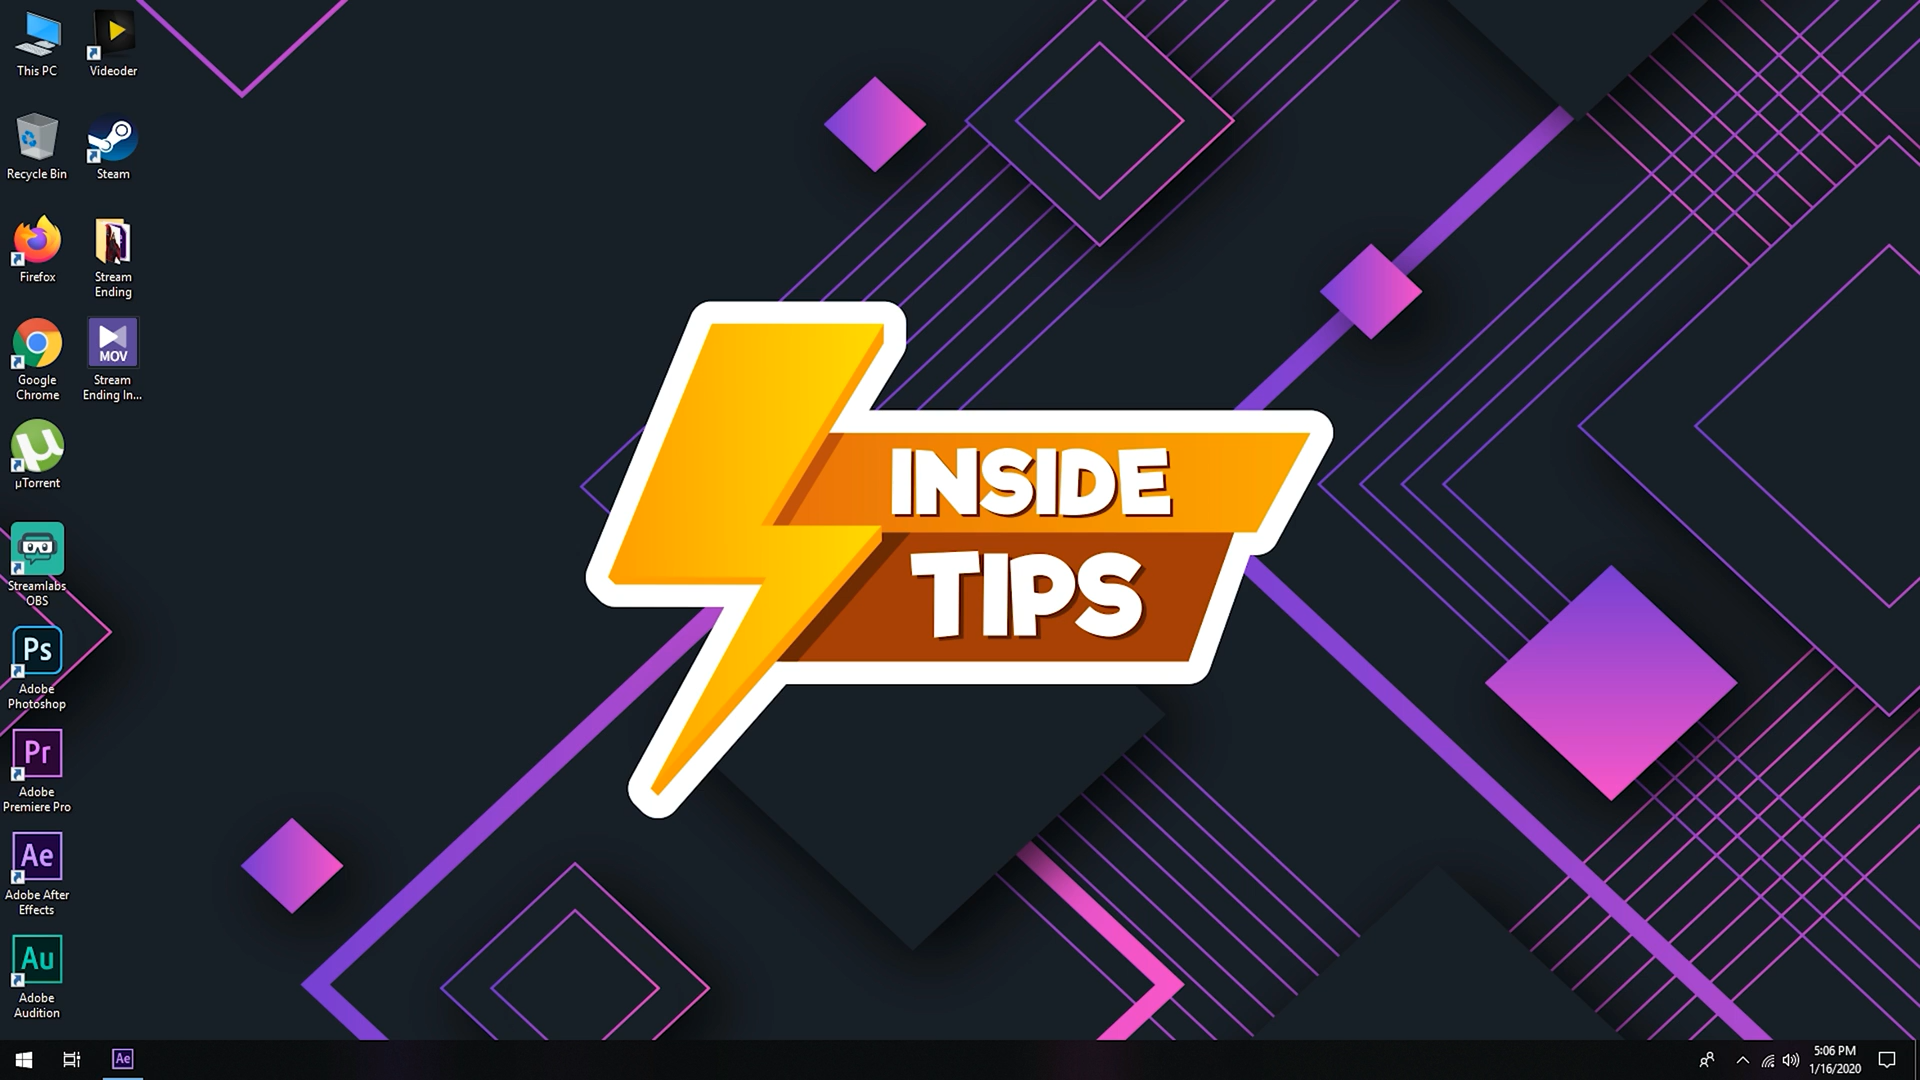 This PC
Videoder
Recycle Bin
Steam
Firefox
Stream
Ending
Google
Chrome
MOV
Stream
Ending In...
µTorrent
Streamlabs
OBS
Ps
Adobe
Photoshop
Pr
Adobe
Premiere Pro
Ae
Adobe After
Effects
Au
Adobe
Audition
INSIDE
TIPS
Ae
5:06 PM
1/16/2020